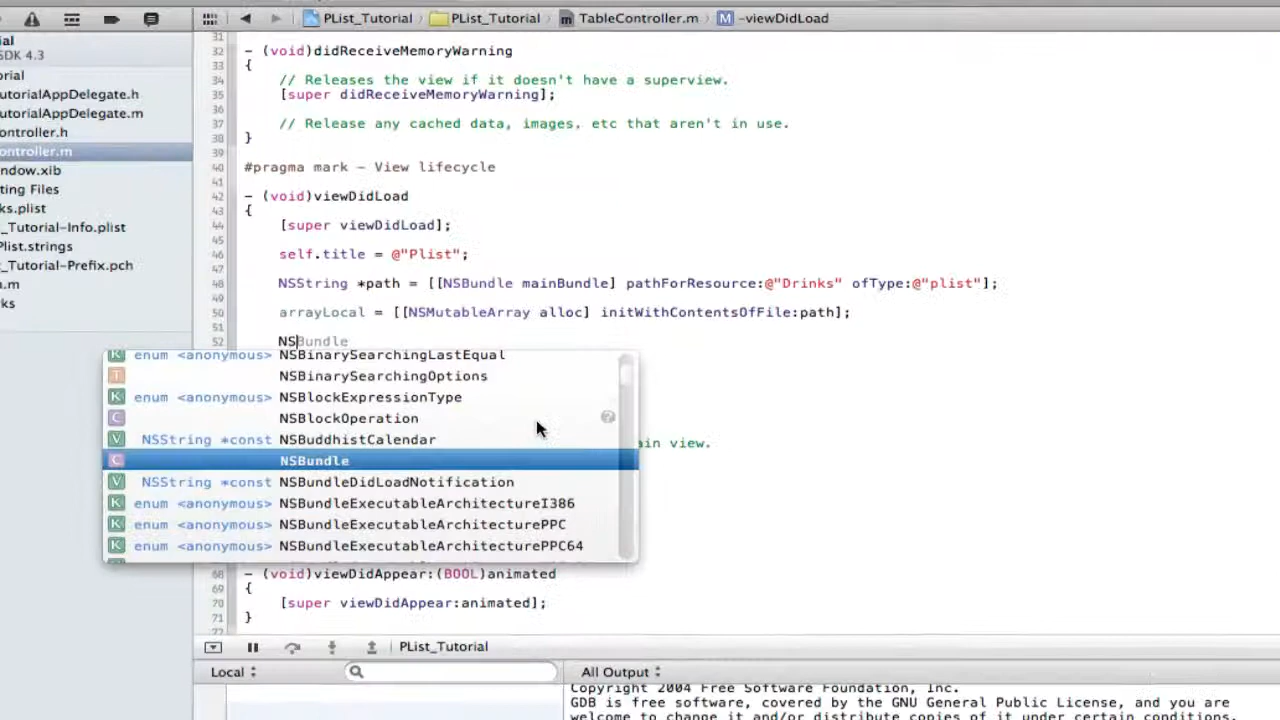 PList_Tutorial PList_Tutorial TableController.m -viewDidLoad
ial
SDK 4.3
orial
utorialAppDelegate.h
utorialAppDelegate.m
ontroller.h
ontroller.m
indow.xib
ting Files
ks.plist
_Tutorial-Info.plist
Plist.strings
_Tutorial-Prefix.pch
n.m
ks
31
32 - (void)didReceiveMemoryWarning
33 {
34 // Releases the view if it doesn't have a superview.
35 [super didReceiveMemoryWarning];
36
37 // Release any cached data, images, etc that aren't in use.
38 }
39
40 #pragma mark - View lifecycle
41
42 - (void)viewDidLoad
43 {
44 [super viewDidLoad];
45
46 self.title = @"Plist";
47
48 NSString *path = [[NSBundle mainBundle] pathForResource:@"Drinks" ofType:@"plist"];
49
50 arrayLocal = [[NSMutableArray alloc] initWithContentsOfFile:path];
51
52 NSBundle
enum <anonymous> NSBinarySearchingLastEqual
T NSBinarySearchingOptions
K enum <anonymous> NSBlockExpressionType
C NSBlockOperation ?
V NSString *const NSBuddhistCalendar
ain view.
C NSBundle
V NSString *const NSBundleDidLoadNotification
K enum <anonymous> NSBundleExecutableArchitectureI386
K enum <anonymous> NSBundleExecutableArchitecturePPC
K enum <anonymous> NSBundleExecutableArchitecturePPC64
68 - (void)viewDidAppear:(BOOL)animated
69 {
70 [super viewDidAppear:animated];
71 }
72
PList_Tutorial
Local All Output
Copyright 2004 Free Software Foundation, Inc.
GDB is free software, covered by the GNU General Public License, and you are
welcome to change it and/or distribute copies of it under certain conditions.